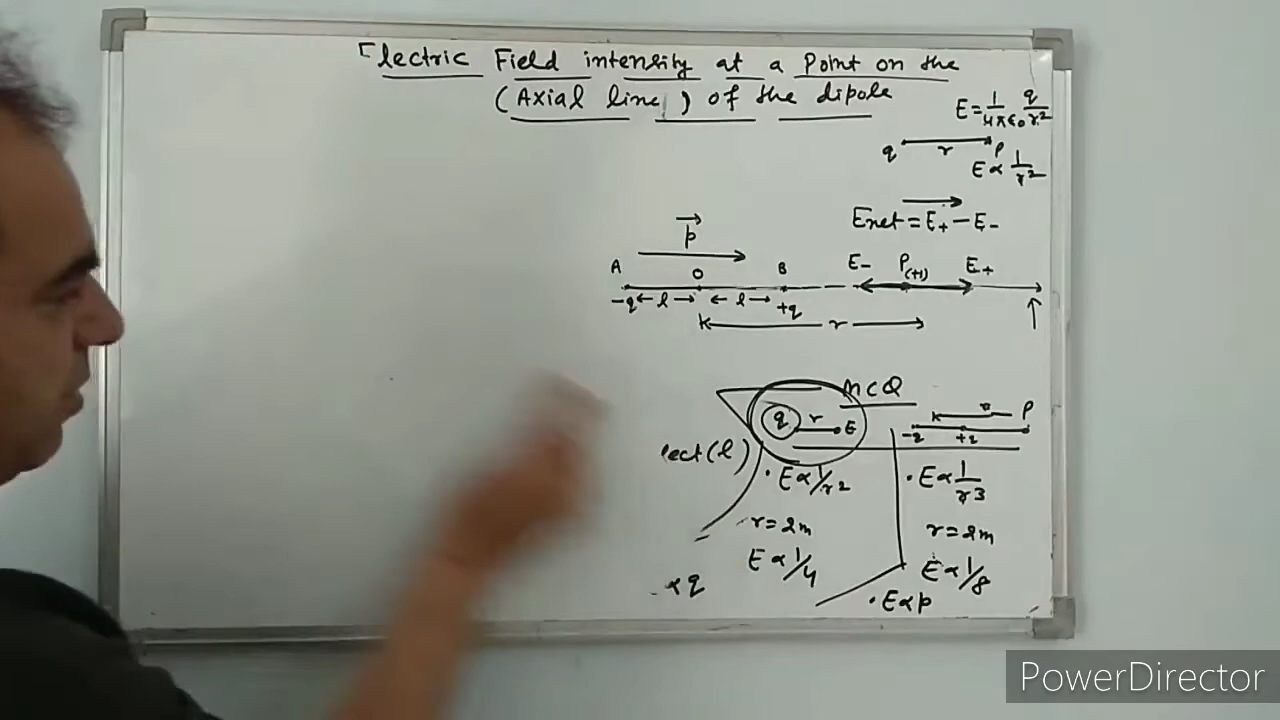 Electric Field intensity at a Point on the
(Axial line) of the dipole
E = 1/4πϵ₀ q/r²
q r P
E ∝ 1/r²
Enet = E₊ − E₋
p
A O B E₋ P(+1) E₊
−q l l +q
r
MCQ
q r E
−q +q r P
lect(l)
· E ∝ 1/r²
· E ∝ 1/r³
r = 2m
r = 2m
E ∝ 1/4
E ∝ 1/8
∝ q
· E ∝ p
PowerDirector